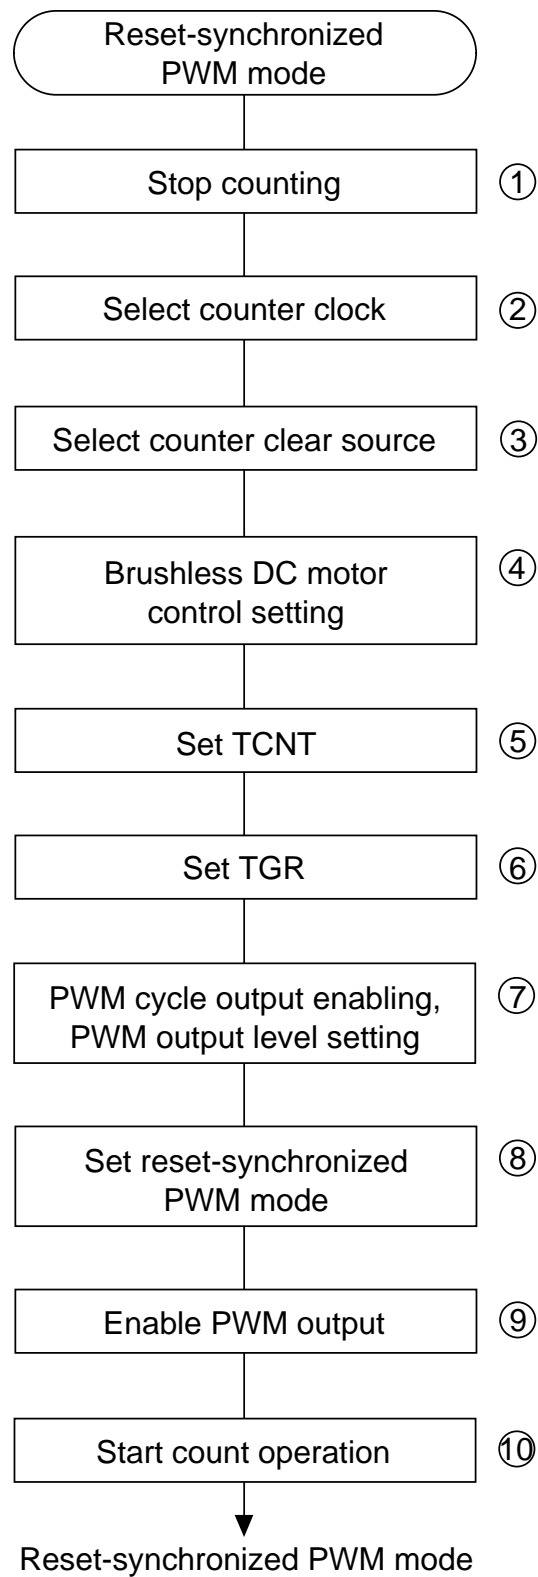 Reset-synchronized
PWM mode
Stop counting
①
Select counter clock
②
Select counter clear source
③
Brushless DC motor
control setting
④
Set TCNT
⑤
Set TGR
⑥
PWM cycle output enabling,
PWM output level setting
⑦
Set reset-synchronized
PWM mode
⑧
Enable PWM output
⑨
Start count operation
⑩
Reset-synchronized PWM mode